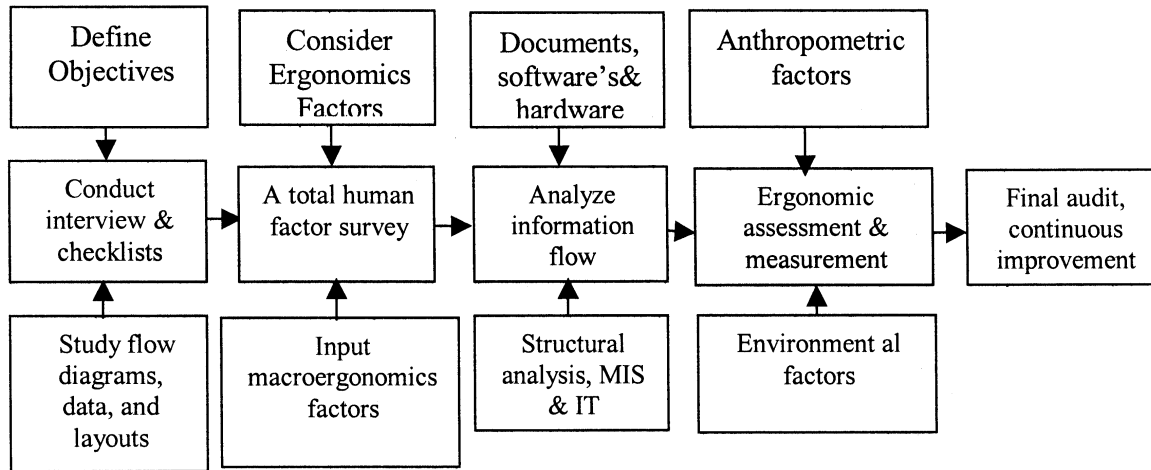 Define
Objectives
Consider
Ergonomics
Factors
Documents,
software's&
hardware
Anthropometric
factors
Conduct
interview &
checklists
A total human
factor survey
Analyze
information
flow
Ergonomic
assessment &
measurement
Final audit,
continuous
improvement
Study flow
diagrams,
data, and
layouts
Input
macroergonomics
factors
Structural
analysis, MIS
& IT
Environment al
factors